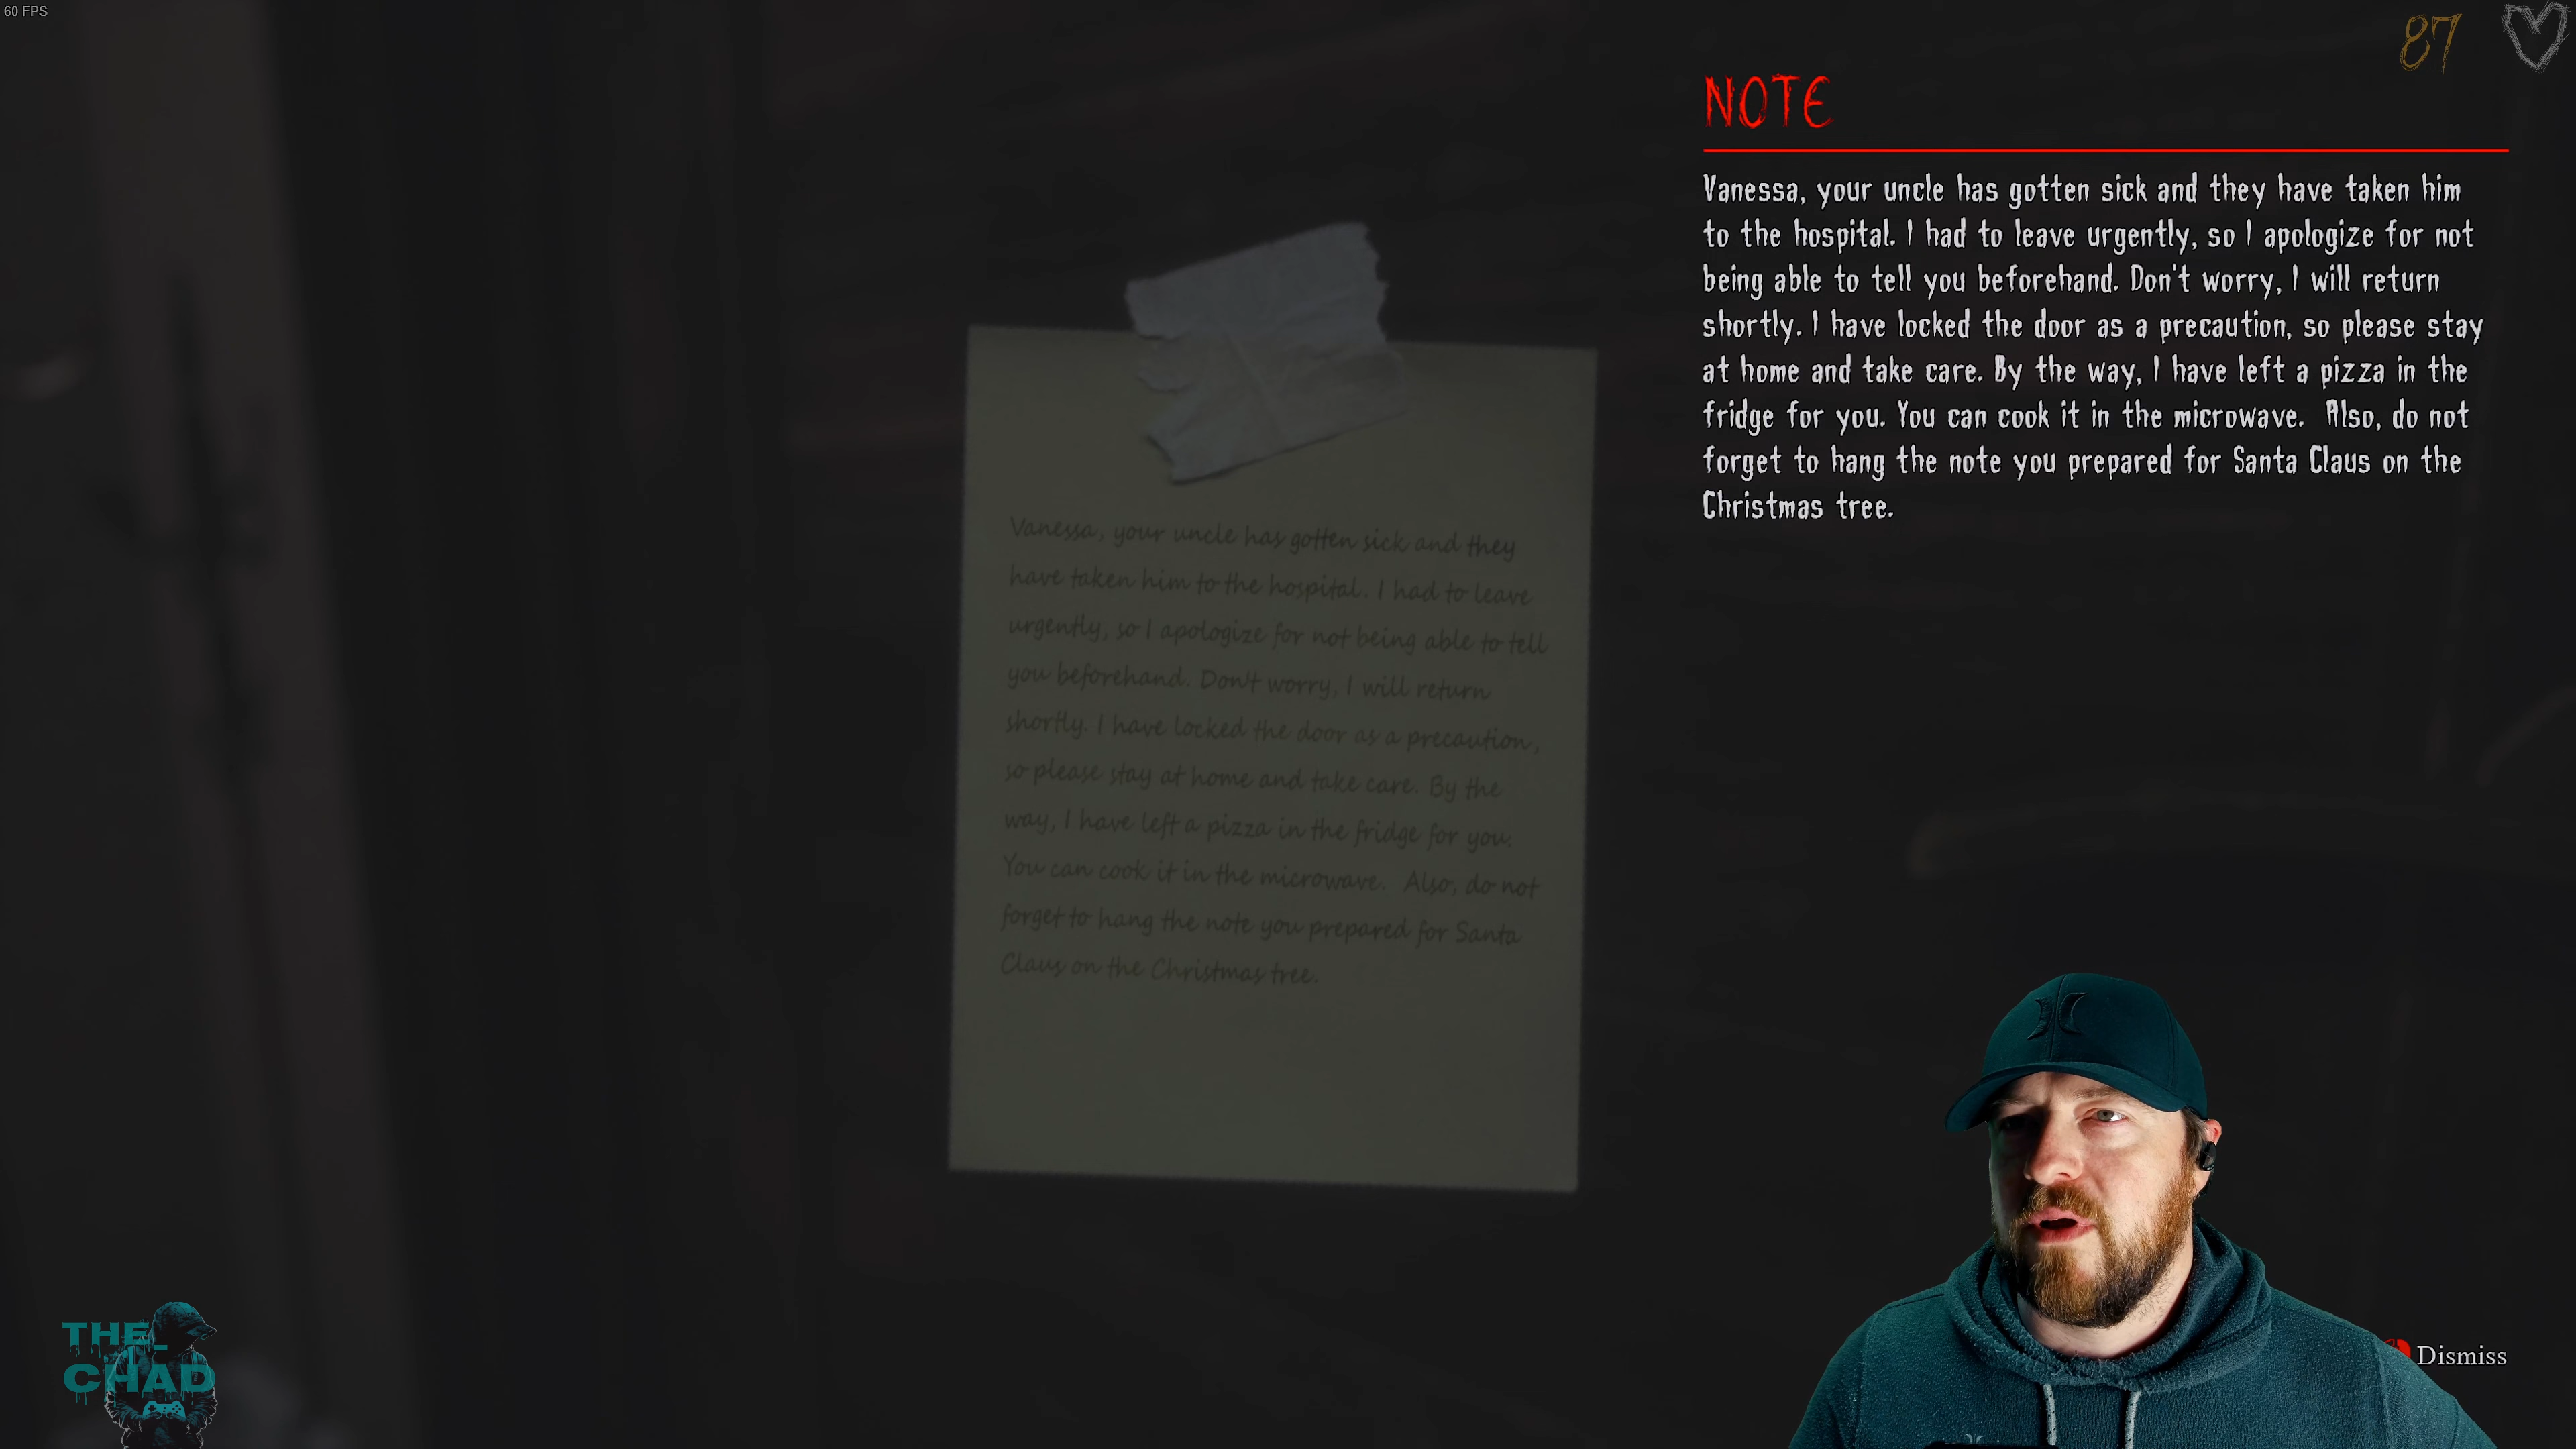 60 FPS
87
NOTE
Vanessa, your uncle has gotten sick and they have taken him
to the hospital. I had to leave urgently, so I apologize for not
being able to tell you beforehand. Don't worry, I will return
shortly. I have locked the door as a precaution, so please stay
at home and take care. By the way, I have left a pizza in the
fridge for you. You can cook it in the microwave.  Also, do not
forget to hang the note you prepared for Santa Claus on the
Christmas tree.
Vanessa, your uncle has gotten sick and they
have taken him to the hospital. I had to leave
urgently, so I apologize for not being able to tell
you beforehand. Don't worry, I will return
shortly. I have locked the door as a precaution,
so please stay at home and take care. By the
way, I have left a pizza in the fridge for you.
You can cook it in the microwave.  Also, do not
forget to hang the note you prepared for Santa
Claus on the Christmas tree.
THE
CHAD
Dismiss